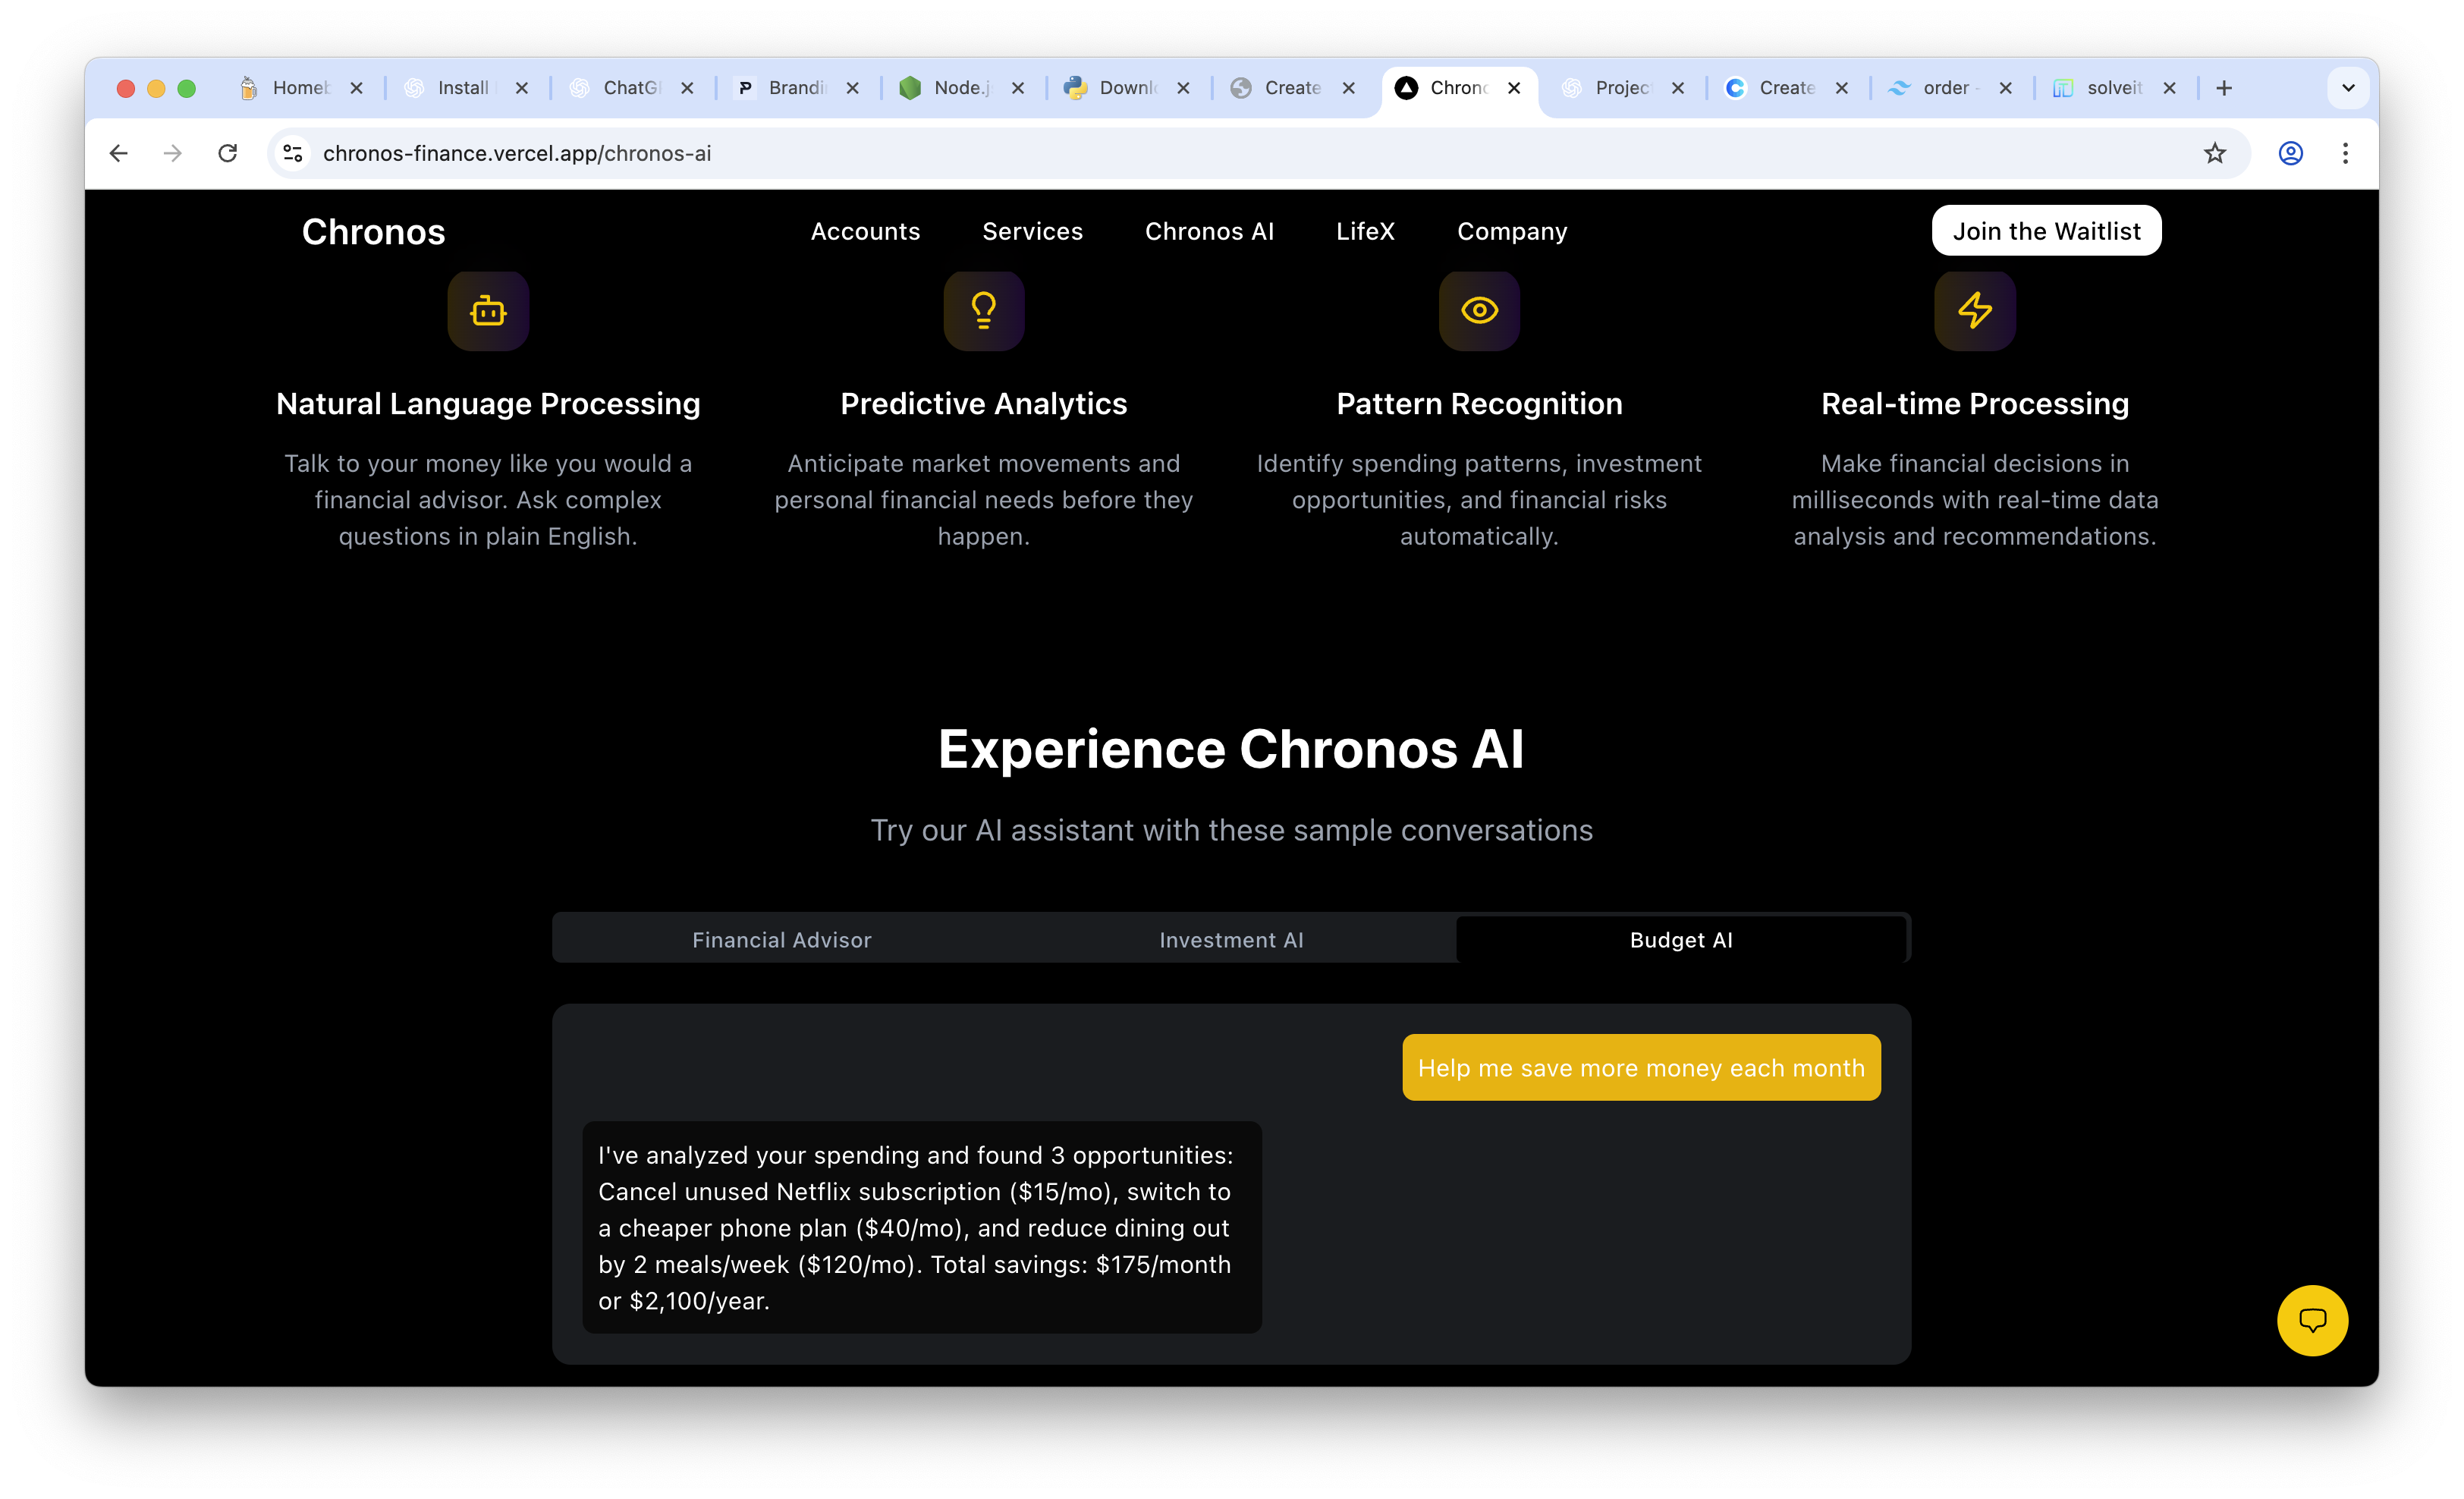 Homeb
Install
ChatG
Brandi
Node.j
Downl
Create
Chrono
Projec
Create
order -
solveit
chronos-finance.vercel.app/chronos-ai
Chronos
Accounts
Services
Chronos AI
LifeX
Company
Join the Waitlist
Natural Language Processing
Talk to your money like you would a
financial advisor. Ask complex
questions in plain English.
Predictive Analytics
Anticipate market movements and
personal financial needs before they
happen.
Pattern Recognition
Identify spending patterns, investment
opportunities, and financial risks
automatically.
Real-time Processing
Make financial decisions in
milliseconds with real-time data
analysis and recommendations.
Experience Chronos AI
Try our AI assistant with these sample conversations
Financial Advisor
Investment AI
Budget AI
Help me save more money each month
I've analyzed your spending and found 3 opportunities:
Cancel unused Netflix subscription ($15/mo), switch to
a cheaper phone plan ($40/mo), and reduce dining out
by 2 meals/week ($120/mo). Total savings: $175/month
or $2,100/year.